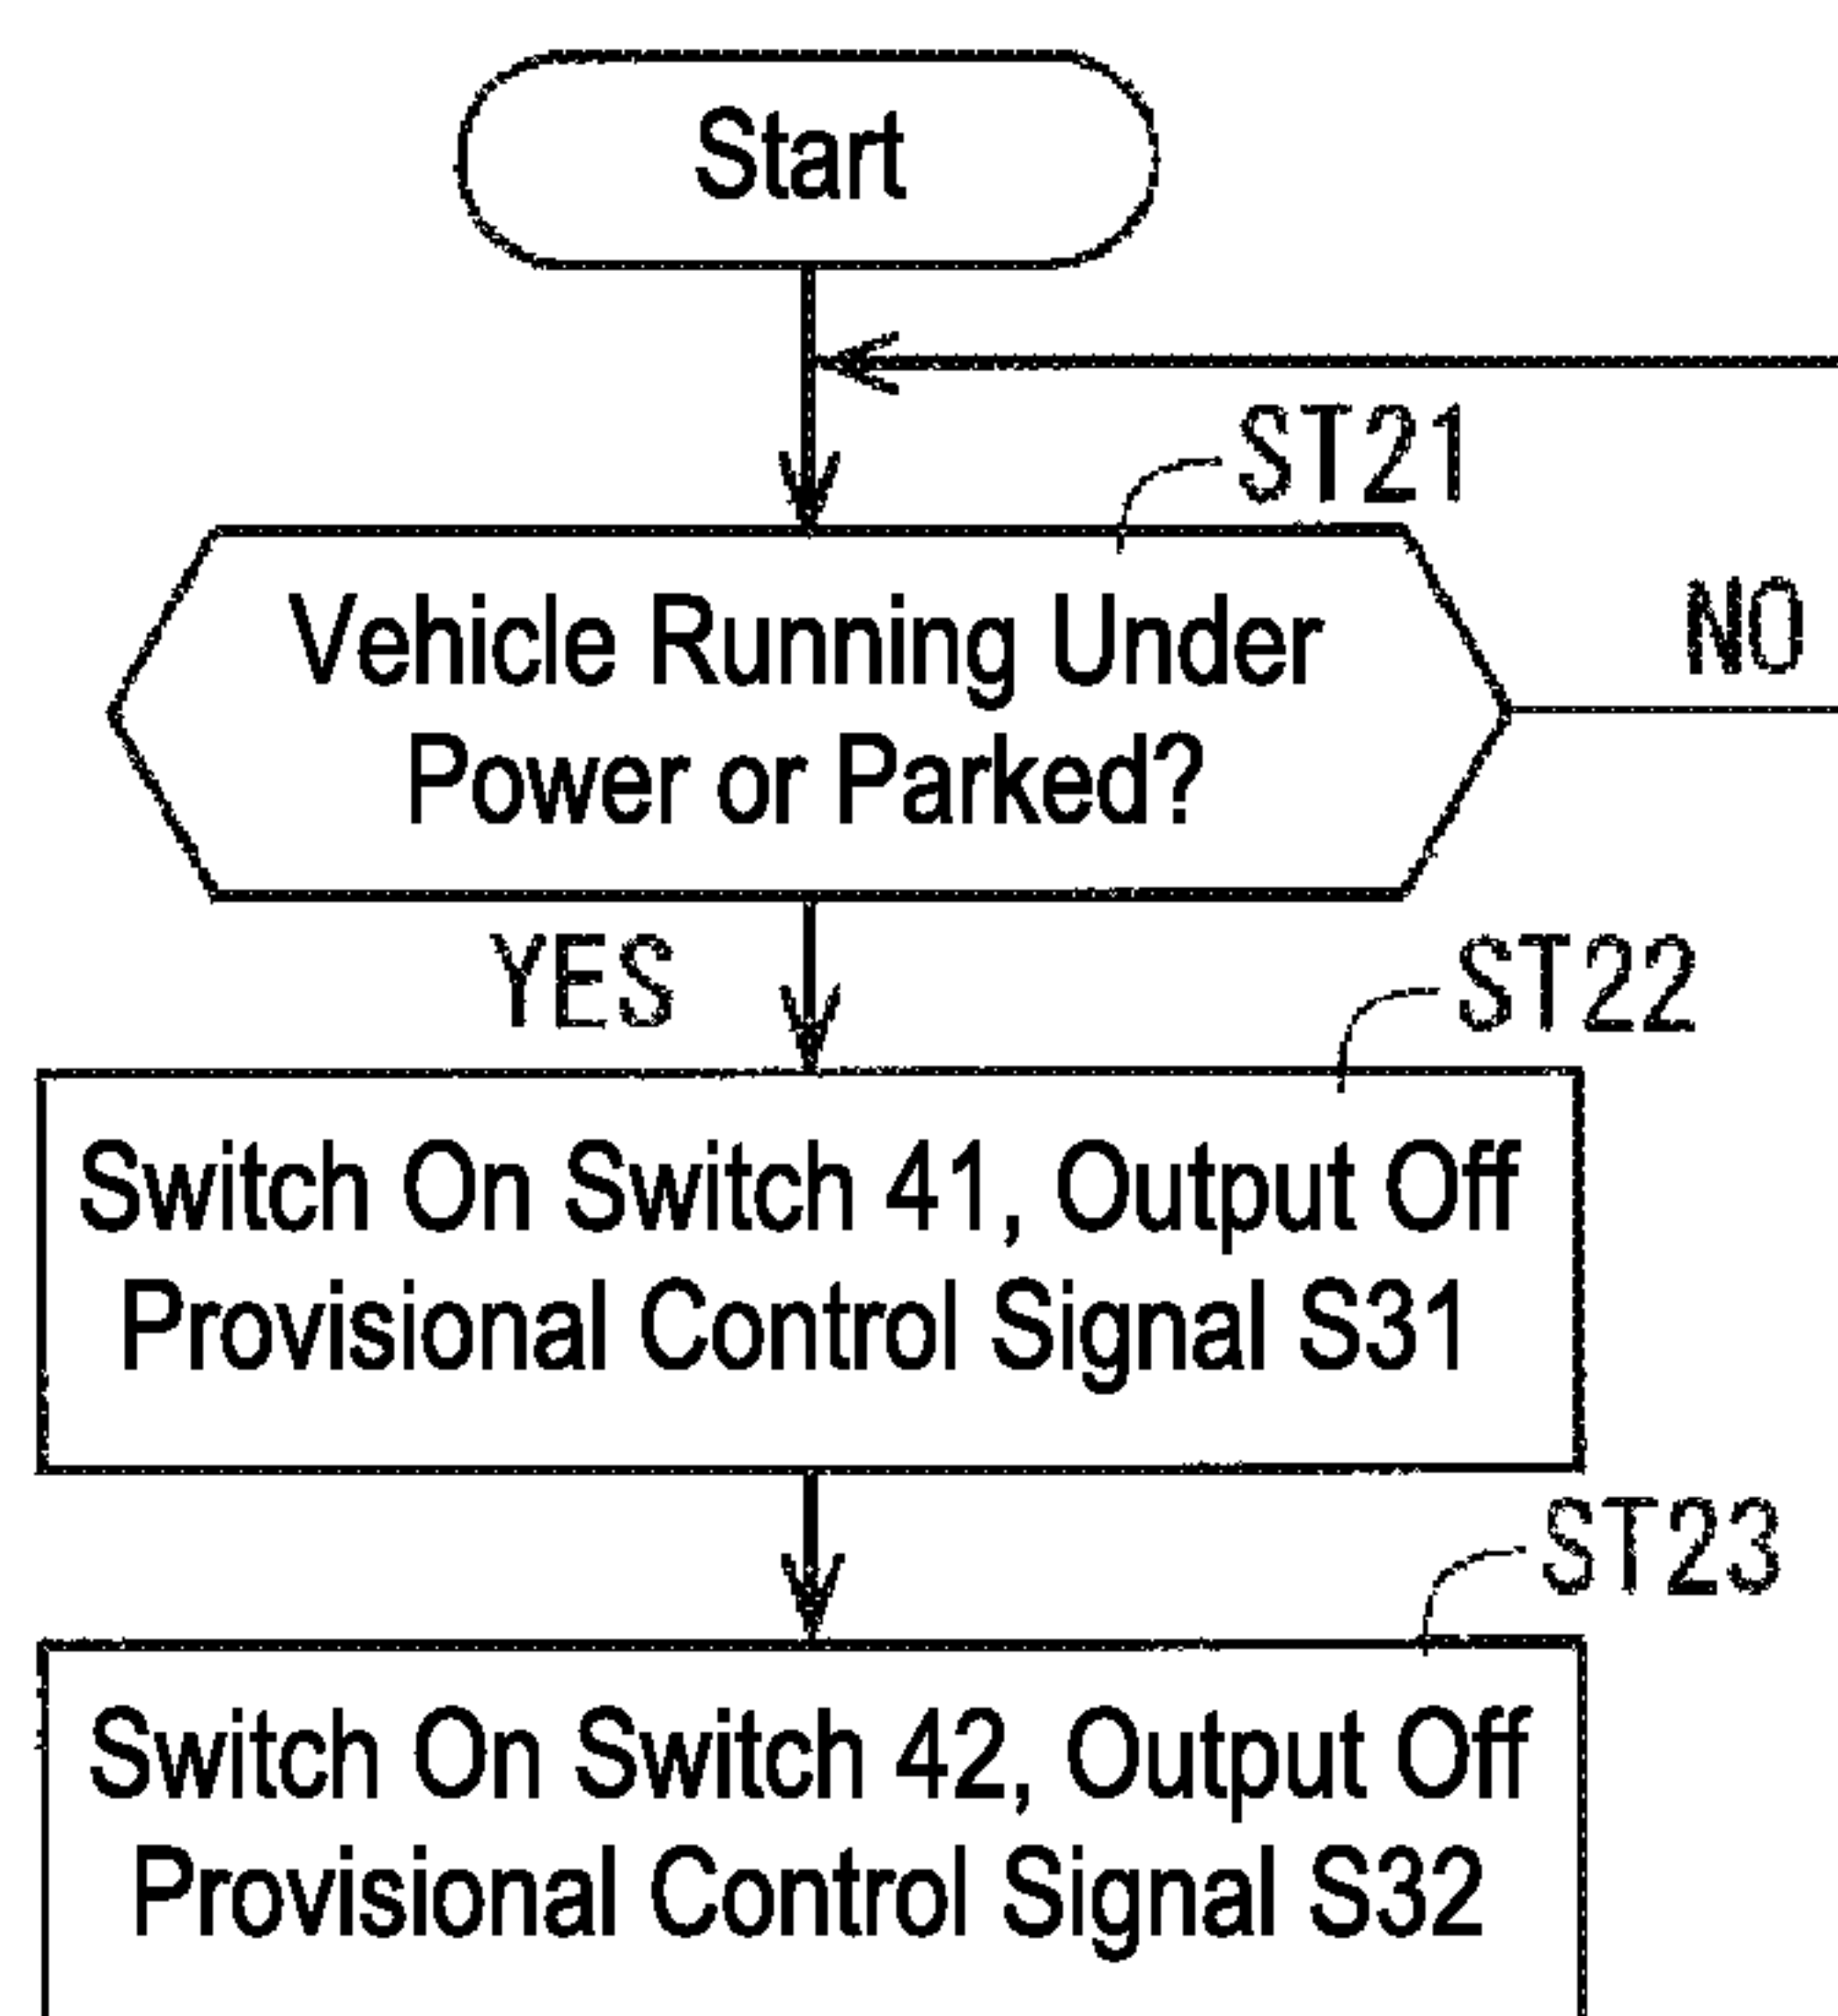 Start
ST21
Vehicle Running Under
Power or Parked?
NO
YES
ST22
Switch On Switch 41, Output Off
Provisional Control Signal S31
ST23
Switch On Switch 42, Output Off
Provisional Control Signal S32